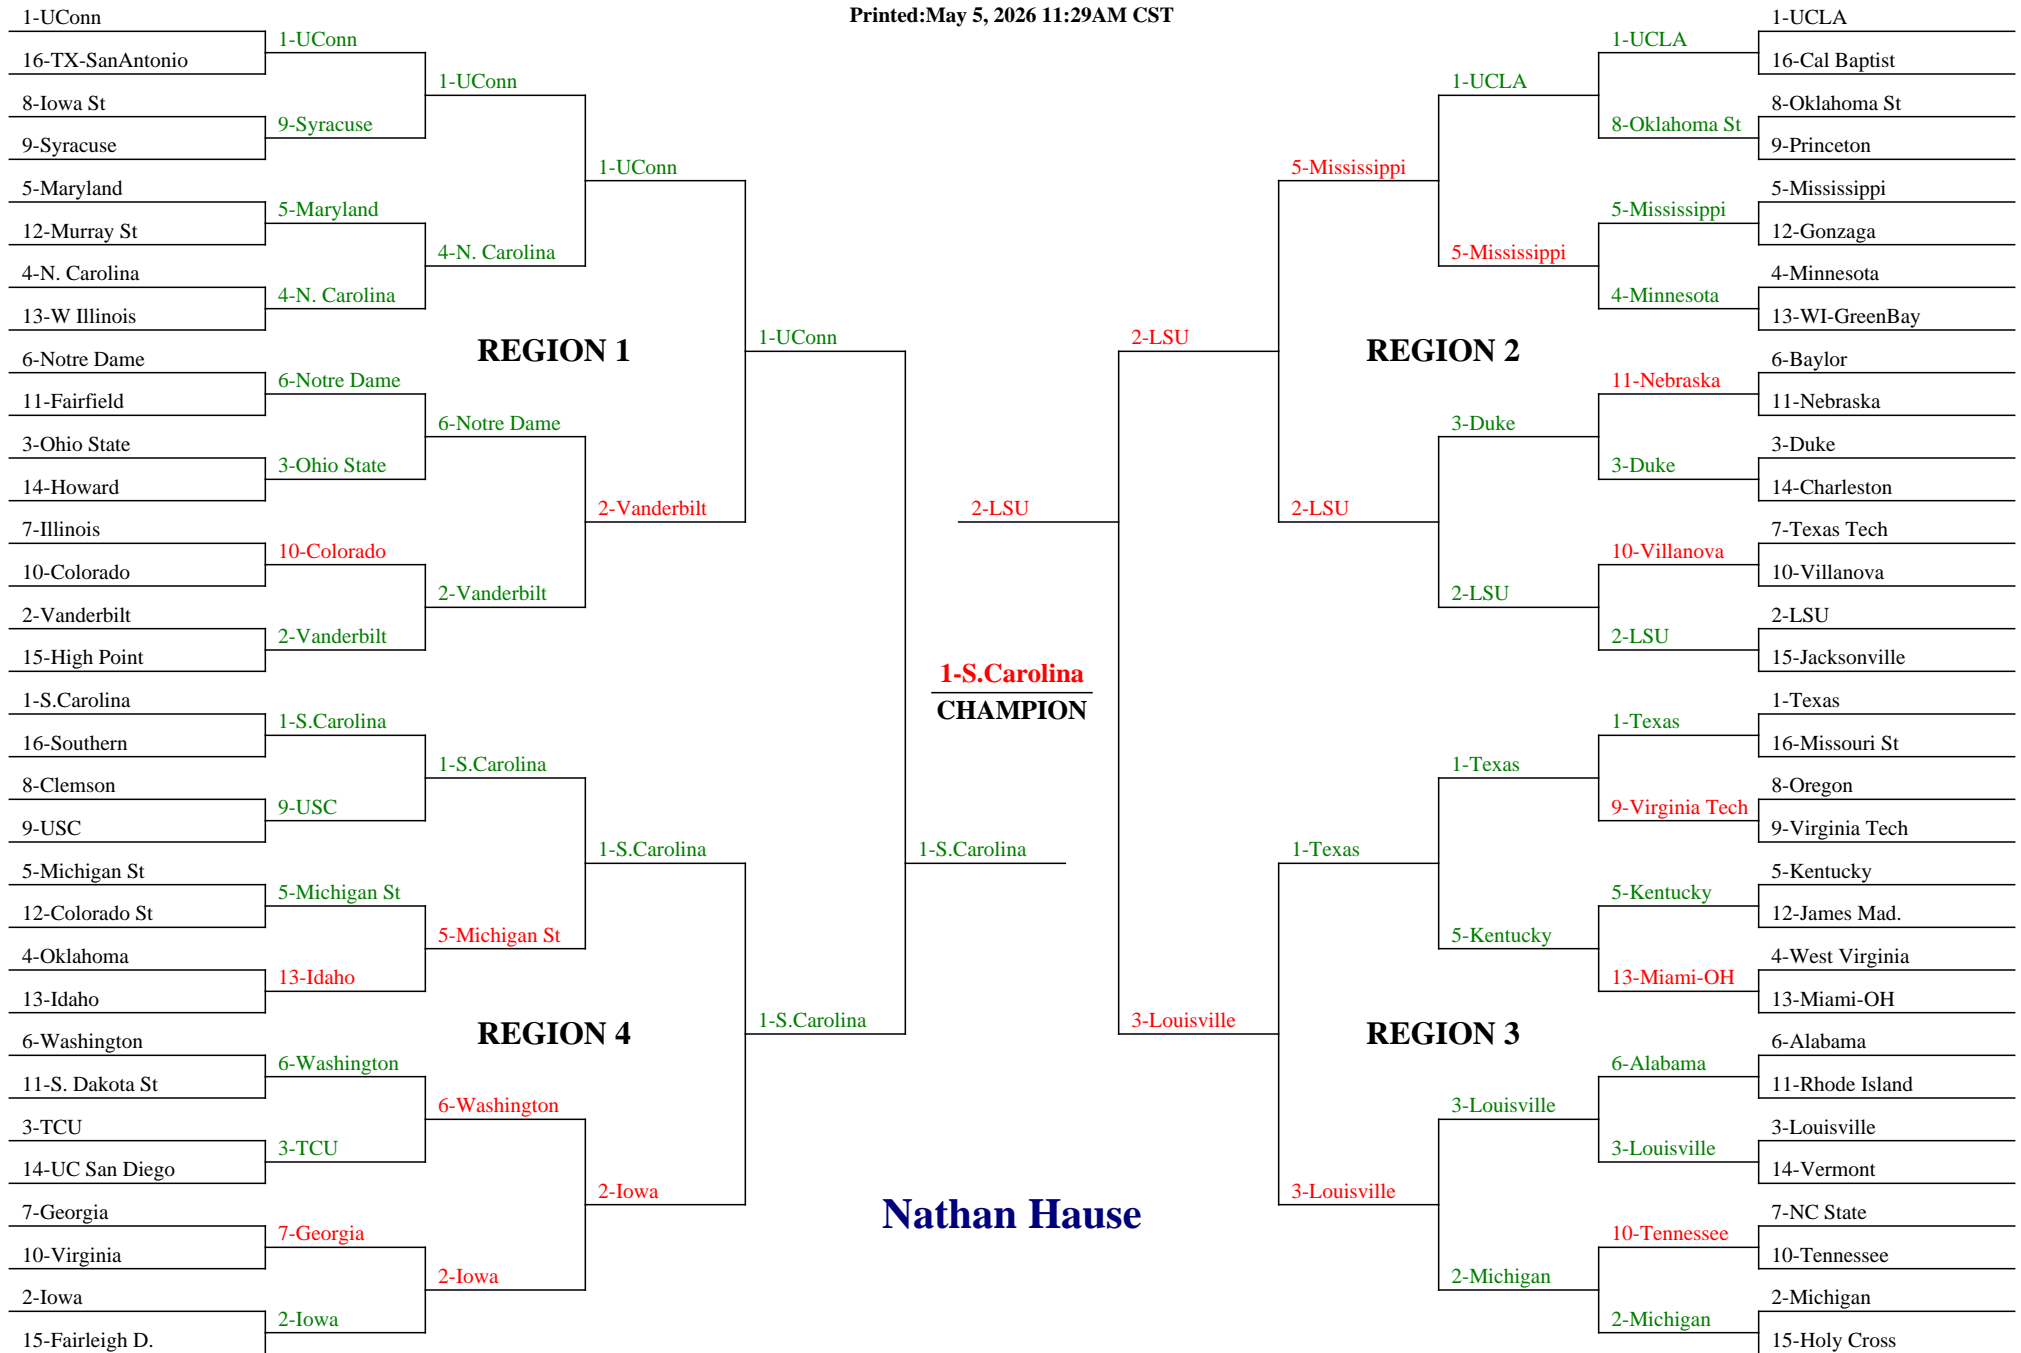 Printed:May 5, 2026 11:29AM CST
1-UConn
16-TX-SanAntonio
8-Iowa St
9-Syracuse
5-Maryland
12-Murray St
4-N. Carolina
13-W Illinois
6-Notre Dame
11-Fairfield
3-Ohio State
14-Howard
7-Illinois
10-Colorado
2-Vanderbilt
15-High Point
1-S.Carolina
16-Southern
8-Clemson
9-USC
5-Michigan St
12-Colorado St
4-Oklahoma
13-Idaho
6-Washington
11-S. Dakota St
3-TCU
14-UC San Diego
7-Georgia
10-Virginia
2-Iowa
15-Fairleigh D.
1-UConn
9-Syracuse
5-Maryland
4-N. Carolina
6-Notre Dame
3-Ohio State
10-Colorado
2-Vanderbilt
1-S.Carolina
9-USC
5-Michigan St
13-Idaho
6-Washington
3-TCU
7-Georgia
2-Iowa
1-UConn
4-N. Carolina
6-Notre Dame
2-Vanderbilt
1-S.Carolina
5-Michigan St
6-Washington
2-Iowa
REGION 1
REGION 4
1-UConn
2-Vanderbilt
1-S.Carolina
2-Iowa
1-UConn
1-S.Carolina
1-S.Carolina
2-LSU
1-S.Carolina
CHAMPION
Nathan Hause
2-LSU
3-Louisville
5-Mississippi
2-LSU
1-Texas
3-Louisville
REGION 2
REGION 3
1-UCLA
5-Mississippi
3-Duke
2-LSU
1-Texas
5-Kentucky
3-Louisville
2-Michigan
1-UCLA
8-Oklahoma St
5-Mississippi
4-Minnesota
11-Nebraska
3-Duke
10-Villanova
2-LSU
1-Texas
9-Virginia Tech
5-Kentucky
13-Miami-OH
6-Alabama
3-Louisville
10-Tennessee
2-Michigan
1-UCLA
16-Cal Baptist
8-Oklahoma St
9-Princeton
5-Mississippi
12-Gonzaga
4-Minnesota
13-WI-GreenBay
6-Baylor
11-Nebraska
3-Duke
14-Charleston
7-Texas Tech
10-Villanova
2-LSU
15-Jacksonville
1-Texas
16-Missouri St
8-Oregon
9-Virginia Tech
5-Kentucky
12-James Mad.
4-West Virginia
13-Miami-OH
6-Alabama
11-Rhode Island
3-Louisville
14-Vermont
7-NC State
10-Tennessee
2-Michigan
15-Holy Cross